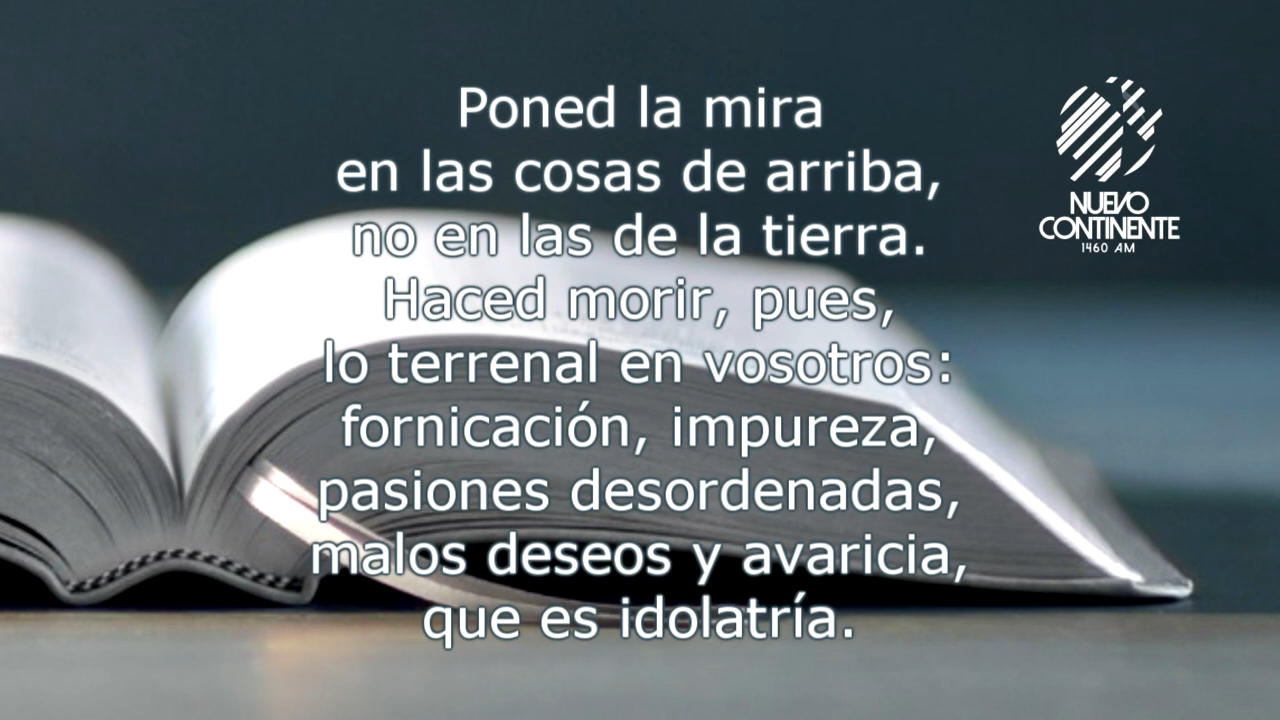 Poned la mira
en las cosas de arriba,
no en las de la tierra.
Haced morir, pues,
lo terrenal en vosotros:
fornicación, impureza,
pasiones desordenadas,
malos deseos y avaricia,
que es idolatría.
NUEVO
CONTINENTE
1460 AM